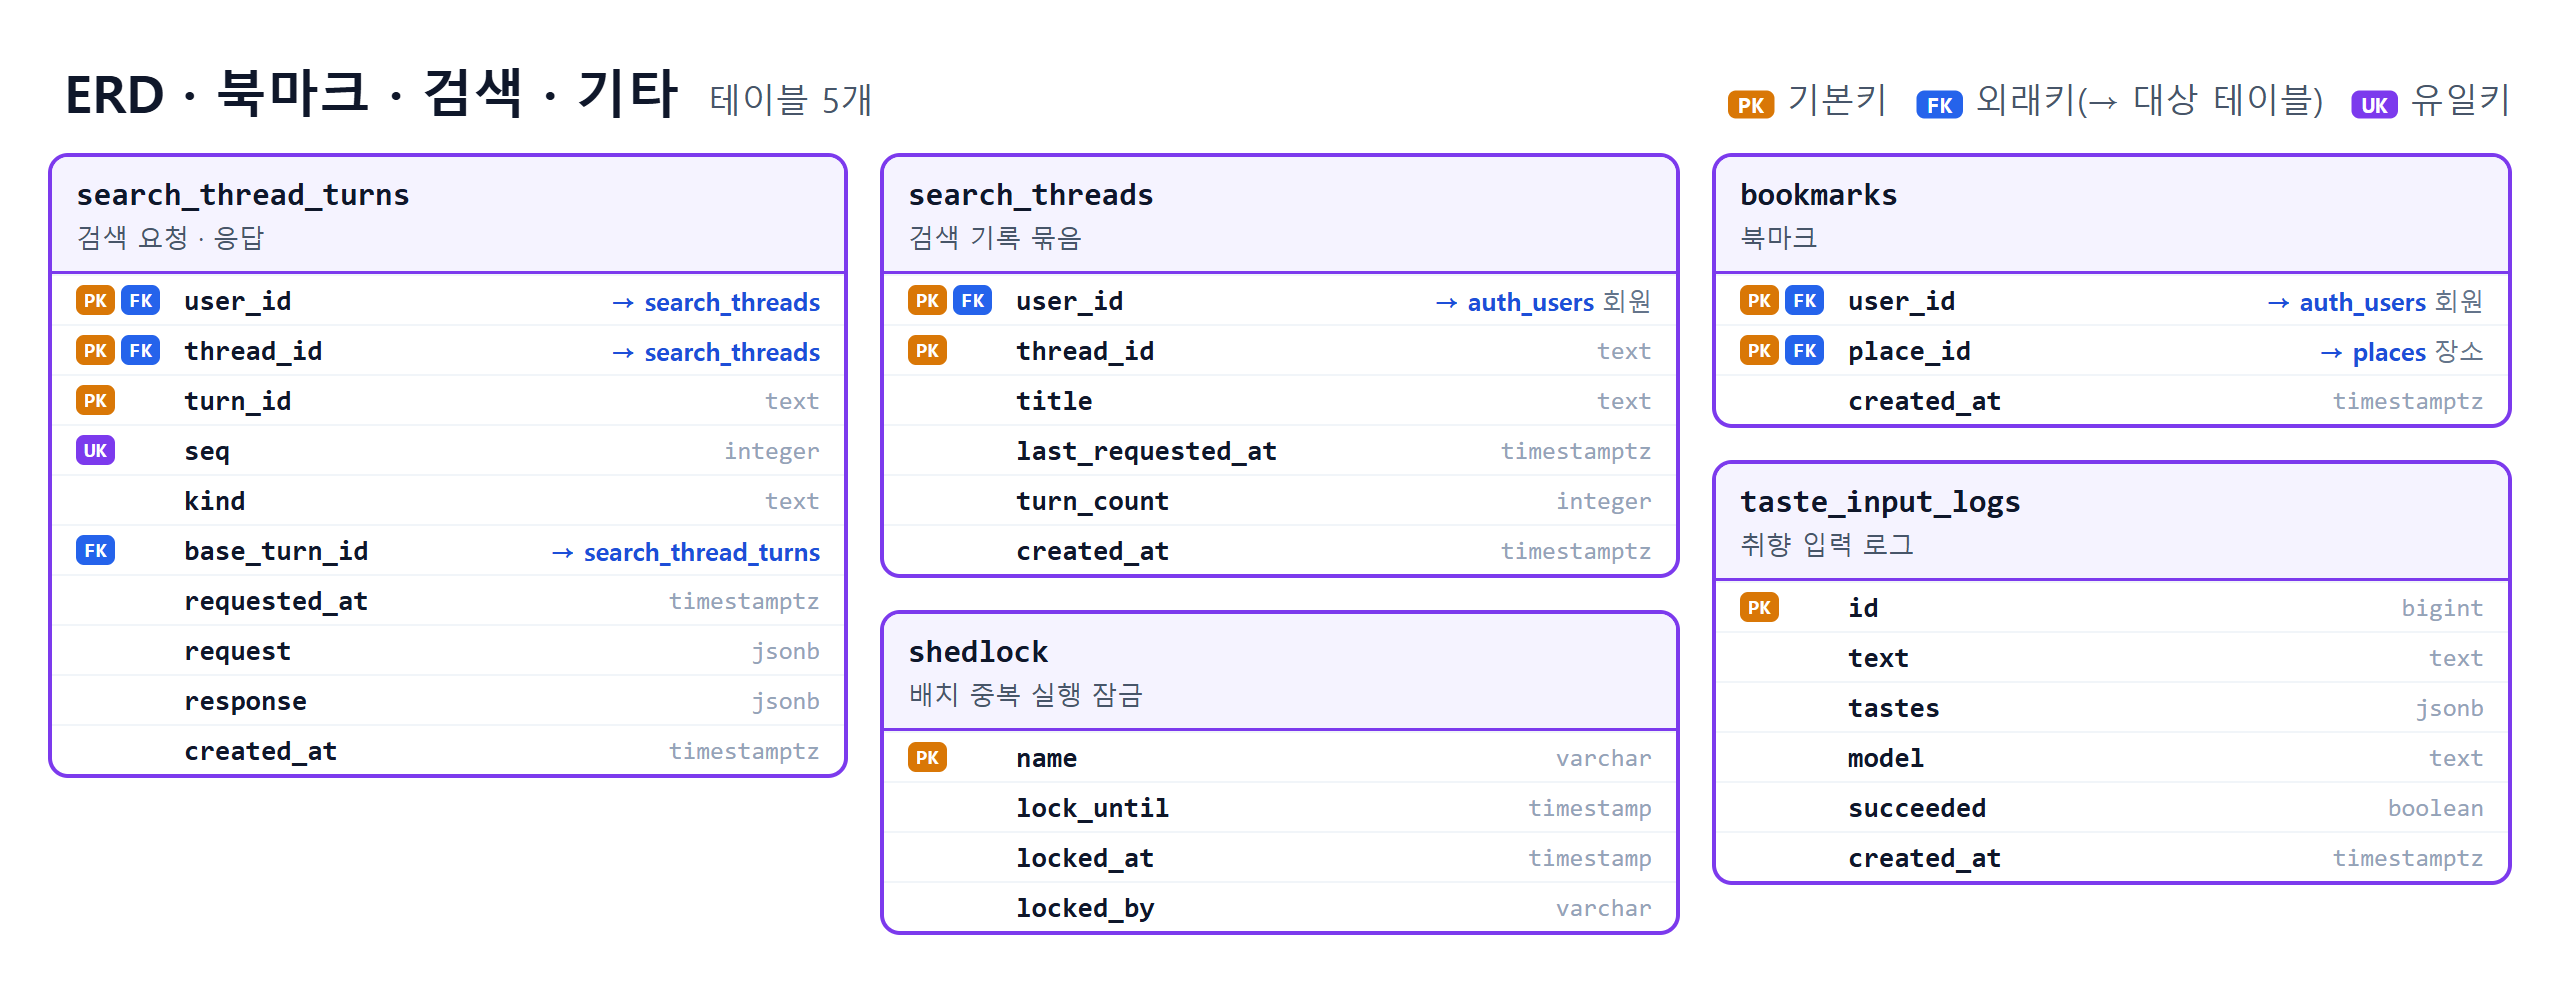 ERD · 북마크 · 검색 · 기타 테이블 5개
PK 기본키 FK 외래키(→ 대상 테이블) UK 유일키
search_thread_turns
검색 요청 · 응답
PK FK user_id → search_threads
PK FK thread_id → search_threads
PK turn_id text
UK seq integer
kind text
FK base_turn_id → search_thread_turns
requested_at timestamptz
request jsonb
response jsonb
created_at timestamptz
search_threads
검색 기록 묶음
PK FK user_id → auth_users 회원
PK thread_id text
title text
last_requested_at timestamptz
turn_count integer
created_at timestamptz
shedlock
배치 중복 실행 잠금
PK name varchar
lock_until timestamp
locked_at timestamp
locked_by varchar
bookmarks
북마크
PK FK user_id → auth_users 회원
PK FK place_id → places 장소
created_at timestamptz
taste_input_logs
취향 입력 로그
PK id bigint
text text
tastes jsonb
model text
succeeded boolean
created_at timestamptz